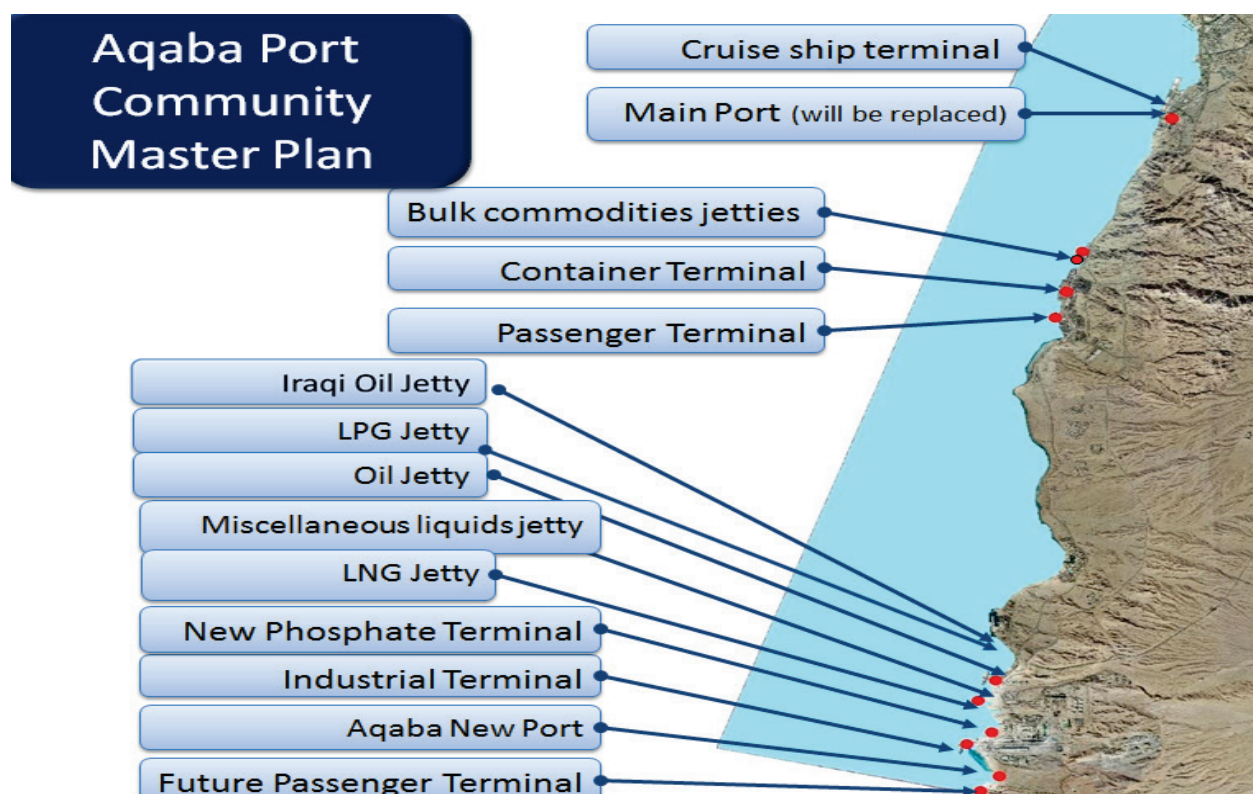 Aqaba Port
Community
Master Plan
Cruise ship terminal
Main Port (will be replaced)
Bulk commodities jetties
Container Terminal
Passenger Terminal
Iraqi Oil Jetty
LPG Jetty
Oil Jetty
Miscellaneous liquids jetty
LNG Jetty
New Phosphate Terminal
Industrial Terminal
Aqaba New Port
Future Passenger Terminal